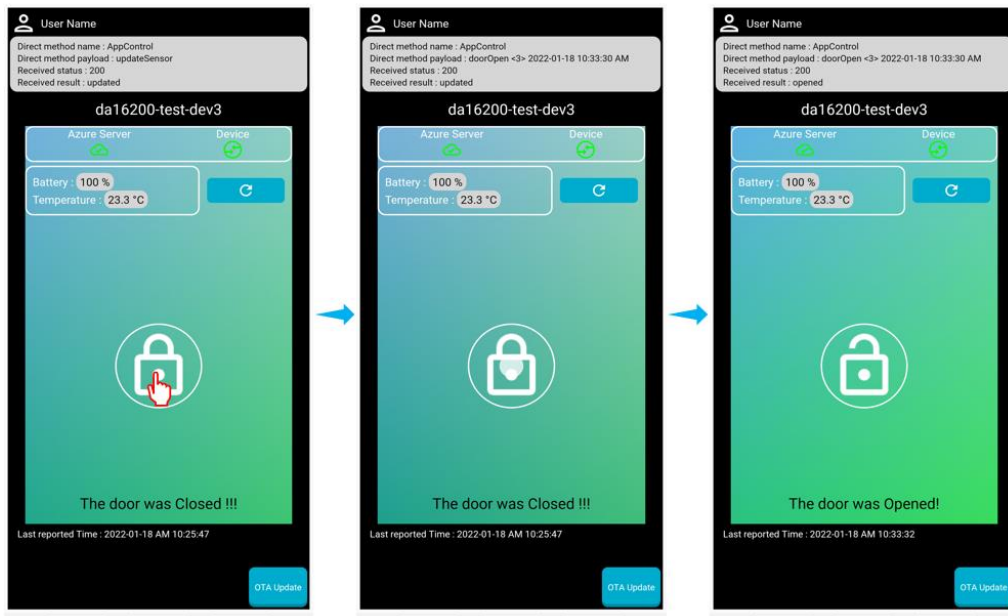 User Name
Direct method name : AppControl
Direct method payload : updateSensor
Received status : 200
Received result : updated
da16200-test-dev3
Azure Server Device
Battery : 100 %
Temperature : 23.3 °C
The door was Closed !!!
Last reported Time : 2022-01-18 AM 10:25:47
OTA Update
User Name
Direct method name : AppControl
Direct method payload : doorOpen <3> 2022-01-18 10:33:30 AM
Received status : 200
Received result : updated
da16200-test-dev3
Azure Server Device
Battery : 100 %
Temperature : 23.3 °C
The door was Closed !!!
Last reported Time : 2022-01-18 AM 10:25:47
OTA Update
User Name
Direct method name : AppControl
Direct method payload : doorOpen <3> 2022-01-18 10:33:30 AM
Received status : 200
Received result : opened
da16200-test-dev3
Azure Server Device
Battery : 100 %
Temperature : 23.3 °C
The door was Opened!
Last reported Time : 2022-01-18 AM 10:33:32
OTA Update